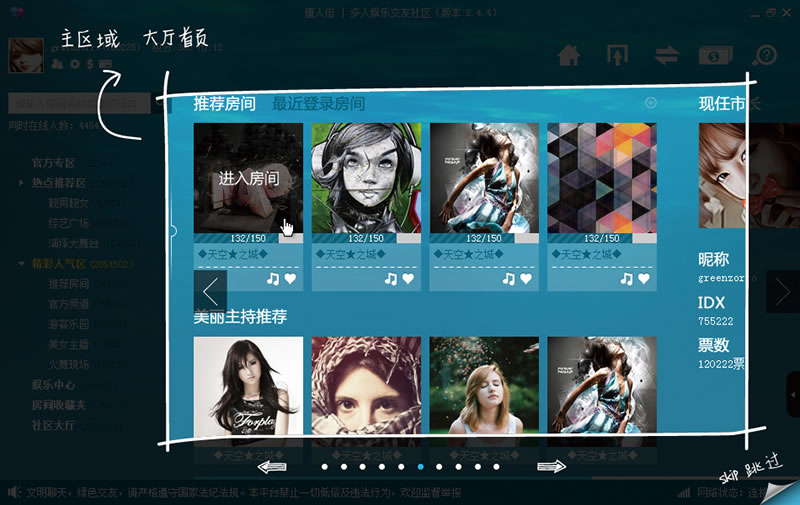 唐人街 | 多人娱乐交友社区(版本:2.4.4)
主区域 大厅首页
同时在线人数:
推荐房间 最近登录房间
现任市长
官方专区
热点推荐区
靓男靓女
综艺广场
演绎大舞台
精彩人气区 (2054502)
推荐房间
官方频道
游客乐园
美女主播
火爆现场
娱乐中心
房间收藏夹
社区大厅
进入房间
132/150 132/150 132/150 132/150
◆天空★之城◆ ◆天空★之城◆ ◆天空★之城◆ ◆天空★之城◆
昵称
greenzorro
IDX
755222
票数
120222票
美丽主持推荐
Forplay
◆天空★之城◆ ◆天空★之城◆ ◆天空★之城◆ ◆天空★之城◆
skip 跳过
文明聊天，绿色交友，请严格遵守国家法纪法规。本平台禁止一切低俗及违法行为，欢迎监督举报
网络状态：连接